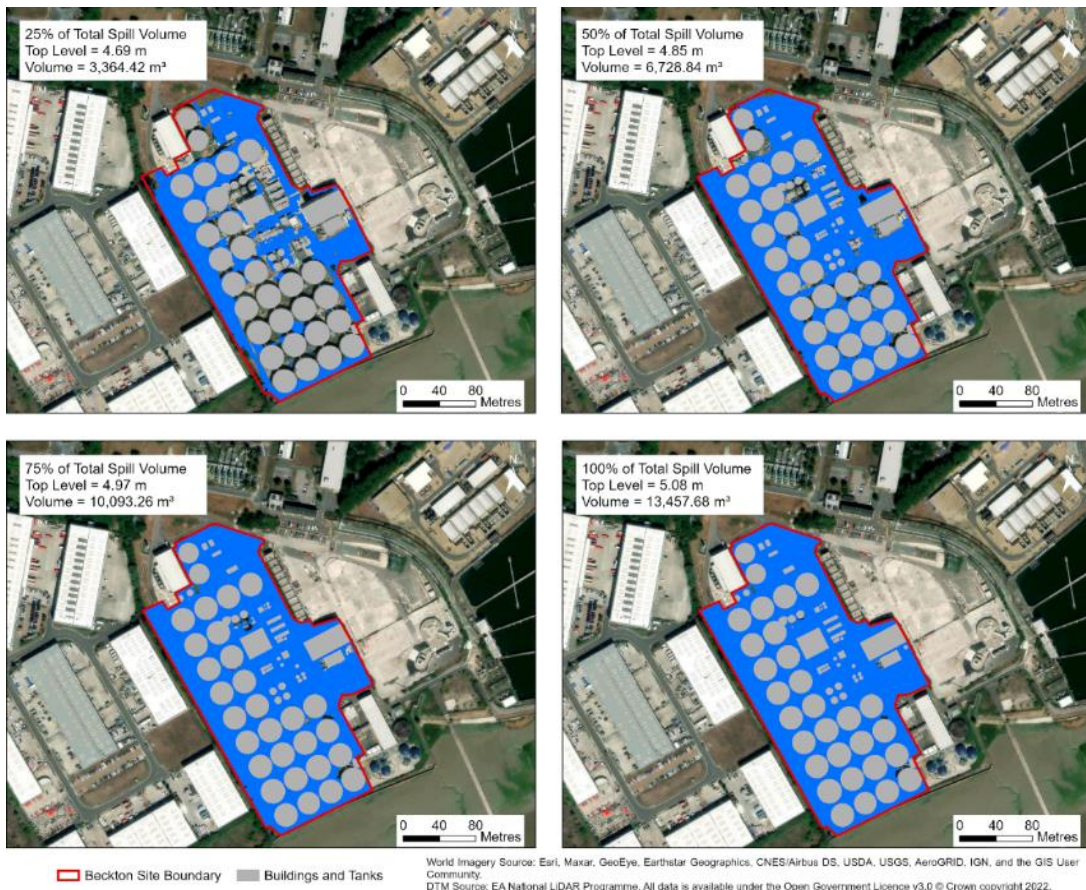 25% of Total Spill Volume
Top Level = 4.69 m
Volume = 3,364.42 m³
N
0 40 80
Metres
50% of Total Spill Volume
Top Level = 4.85 m
Volume = 6,728.84 m³
N
0 40 80
Metres
75% of Total Spill Volume
Top Level = 4.97 m
Volume = 10,093.26 m³
N
0 40 80
Metres
100% of Total Spill Volume
Top Level = 5.08 m
Volume = 13,457.68 m³
N
0 40 80
Metres
Beckton Site Boundary
Buildings and Tanks
World Imagery Source: Esri, Maxar, GeoEye, Earthstar Geographics, CNES/Airbus DS, USDA, USGS, AeroGRID, IGN, and the GIS User
Community.
DTM Source: EA National LiDAR Programme. All data is available under the Open Government Licence v3.0 © Crown copyright 2022.